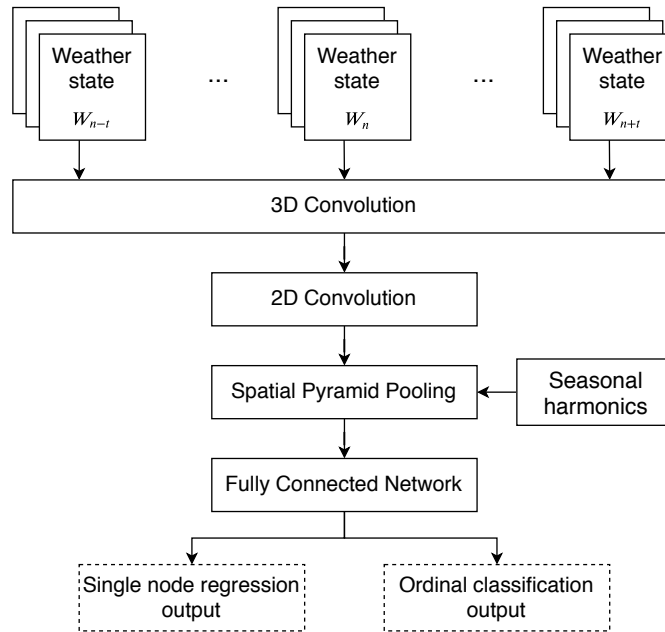 Weather
state
W_{n-t}
...
Weather
state
W_n
...
Weather
state
W_{n+t}
3D Convolution
2D Convolution
Spatial Pyramid Pooling
Seasonal
harmonics
Fully Connected Network
Single node regression
output
Ordinal classification
output